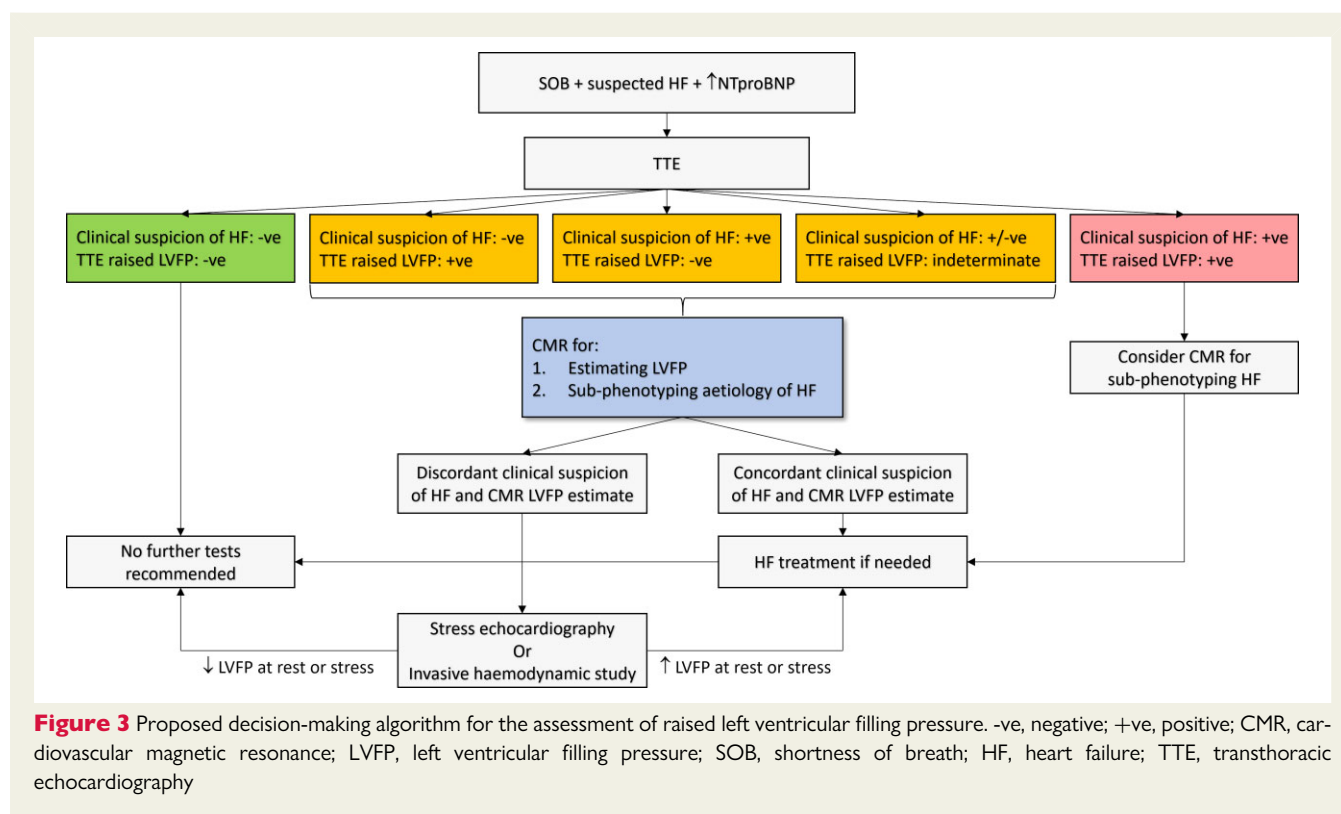 SOB + suspected HF + ↑NTproBNP
TTE
Clinical suspicion of HF: -ve
TTE raised LVFP: -ve
Clinical suspicion of HF: -ve
TTE raised LVFP: +ve
Clinical suspicion of HF: +ve
TTE raised LVFP: -ve
Clinical suspicion of HF: +/-ve
TTE raised LVFP: indeterminate
Clinical suspicion of HF: +ve
TTE raised LVFP: +ve
CMR for:
1. Estimating LVFP
2. Sub-phenotyping aetiology of HF
Consider CMR for
sub-phenotyping HF
Discordant clinical suspicion
of HF and CMR LVFP estimate
Concordant clinical suspicion
of HF and CMR LVFP estimate
No further tests
recommended
HF treatment if needed
Stress echocardiography
Or
Invasive haemodynamic study
↓ LVFP at rest or stress
↑ LVFP at rest or stress
Figure 3 Proposed decision-making algorithm for the assessment of raised left ventricular filling pressure. -ve, negative; +ve, positive; CMR, car-
diovascular magnetic resonance; LVFP, left ventricular filling pressure; SOB, shortness of breath; HF, heart failure; TTE, transthoracic
echocardiography